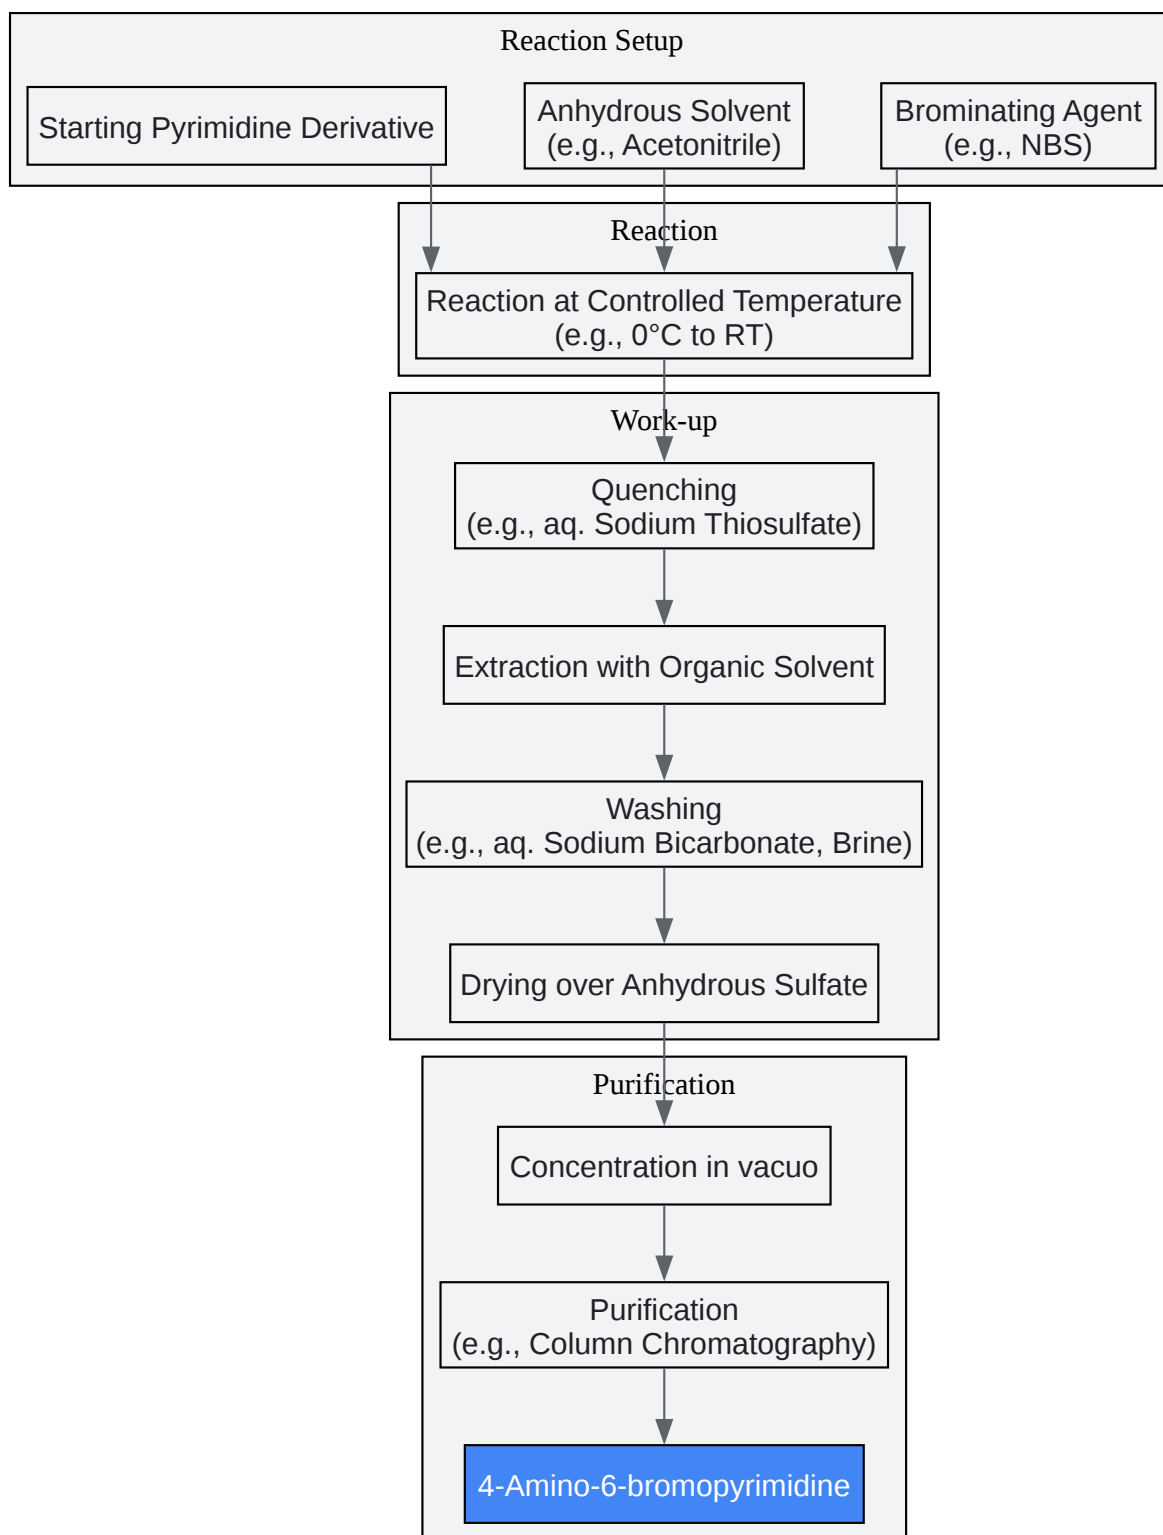 Reaction Setup
Starting Pyrimidine Derivative
Anhydrous Solvent
(e.g., Acetonitrile)
Brominating Agent
(e.g., NBS)
Reaction
Reaction at Controlled Temperature
(e.g., 0°C to RT)
Work-up
Quenching
(e.g., aq. Sodium Thiosulfate)
Extraction with Organic Solvent
Washing
(e.g., aq. Sodium Bicarbonate, Brine)
Drying over Anhydrous Sulfate
Purification
Concentration in vacuo
Purification
(e.g., Column Chromatography)
4-Amino-6-bromopyrimidine